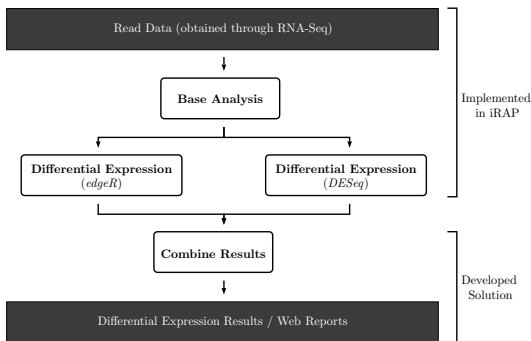 Read Data (obtained through RNA-Seq)
Base Analysis
Implemented
in iRAP
Differential Expression
(edgeR)
Differential Expression
(DESeq)
Combine Results
Developed
Solution
Differential Expression Results / Web Reports